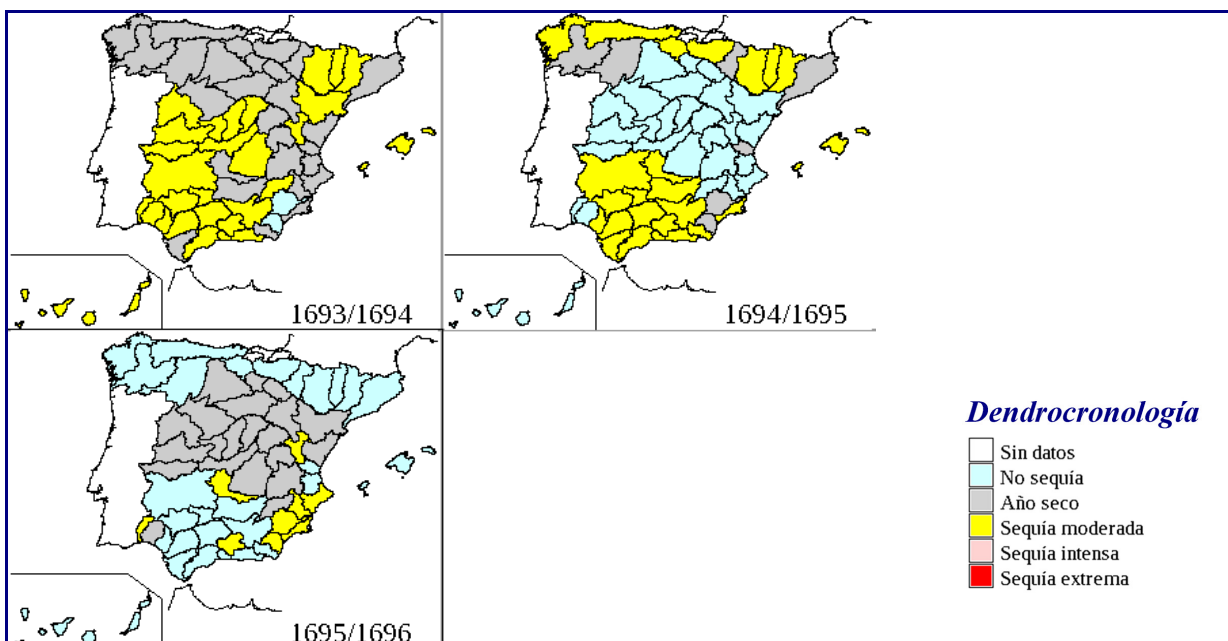 1693/1694
1694/1695
1695/1696
Dendrocronología
Sin datos
No sequía
Año seco
Sequía moderada
Sequía intensa
Sequía extrema